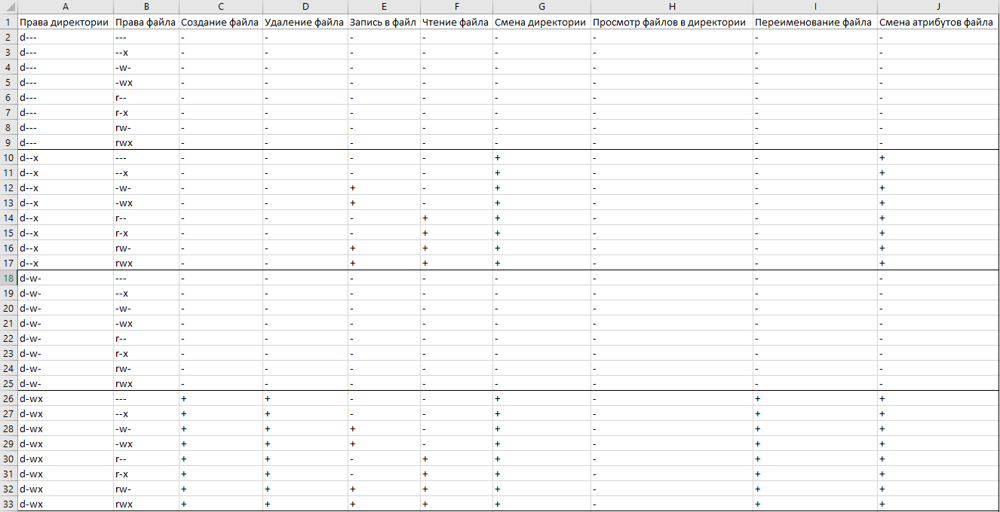 A B C D E F G H I J
1 Права директории Права файла Создание файла Удаление файла Запись в файл Чтение файла Смена директории Просмотр файлов в директории Переименование файла Смена атрибутов файла
2 d--- --- - - - - - - - -
3 d--- --x - - - - - - - -
4 d--- -w- - - - - - - - -
5 d--- -wx - - - - - - - -
6 d--- r-- - - - - - - - -
7 d--- r-x - - - - - - - -
8 d--- rw- - - - - - - - -
9 d--- rwx - - - - - - - -
10 d--x --- - - - - + - - +
11 d--x --x - - - - + - - +
12 d--x -w- - - + - + - - +
13 d--x -wx - - + - + - - +
14 d--x r-- - - - + + - - +
15 d--x r-x - - - + + - - +
16 d--x rw- - - + + + - - +
17 d--x rwx - - + + + - - +
18 d-w- --- - - - - - - - -
19 d-w- --x - - - - - - - -
20 d-w- -w- - - - - - - - -
21 d-w- -wx - - - - - - - -
22 d-w- r-- - - - - - - - -
23 d-w- r-x - - - - - - - -
24 d-w- rw- - - - - - - - -
25 d-w- rwx - - - - - - - -
26 d-wx --- + + - - + - + +
27 d-wx --x + + - - + - + +
28 d-wx -w- + + + - + - + +
29 d-wx -wx + + + - + - + +
30 d-wx r-- + + - + + - + +
31 d-wx r-x + + - + + - + +
32 d-wx rw- + + + + + - + +
33 d-wx rwx + + + + + - + +